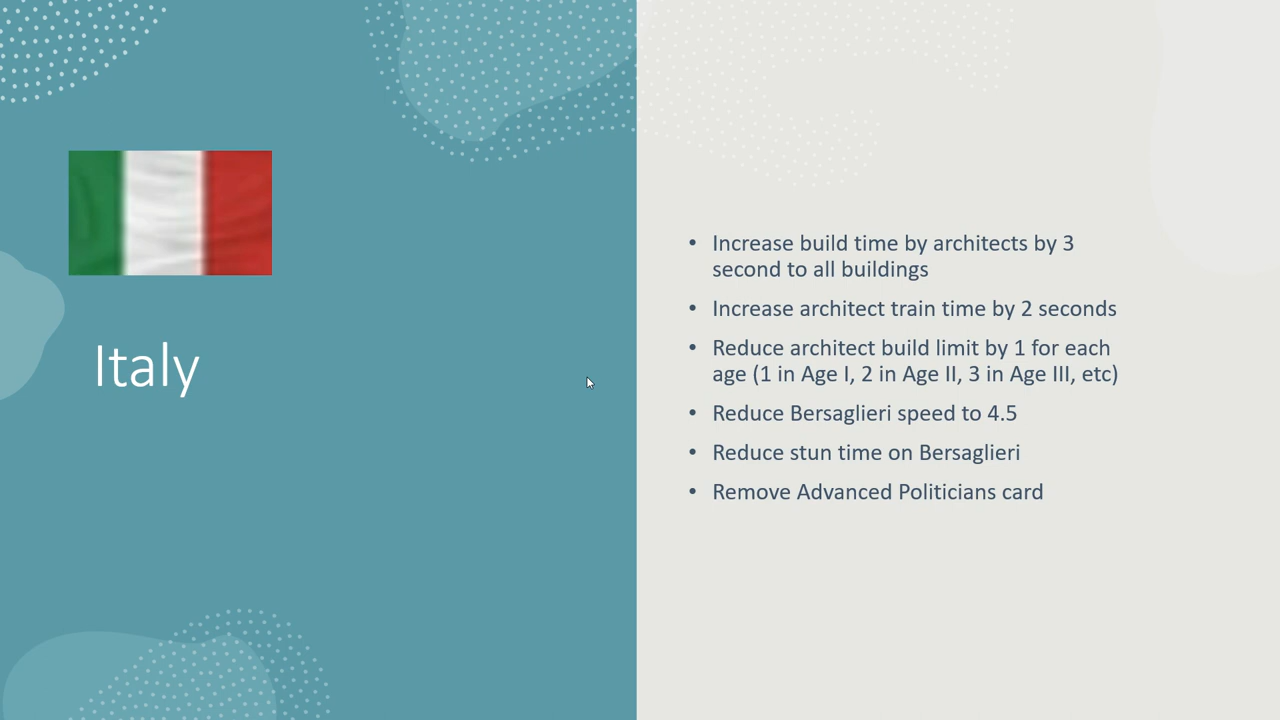 Italy
• Increase build time by architects by 3
second to all buildings
• Increase architect train time by 2 seconds
• Reduce architect build limit by 1 for each
age (1 in Age I, 2 in Age II, 3 in Age III, etc)
• Reduce Bersaglieri speed to 4.5
• Reduce stun time on Bersaglieri
• Remove Advanced Politicians card